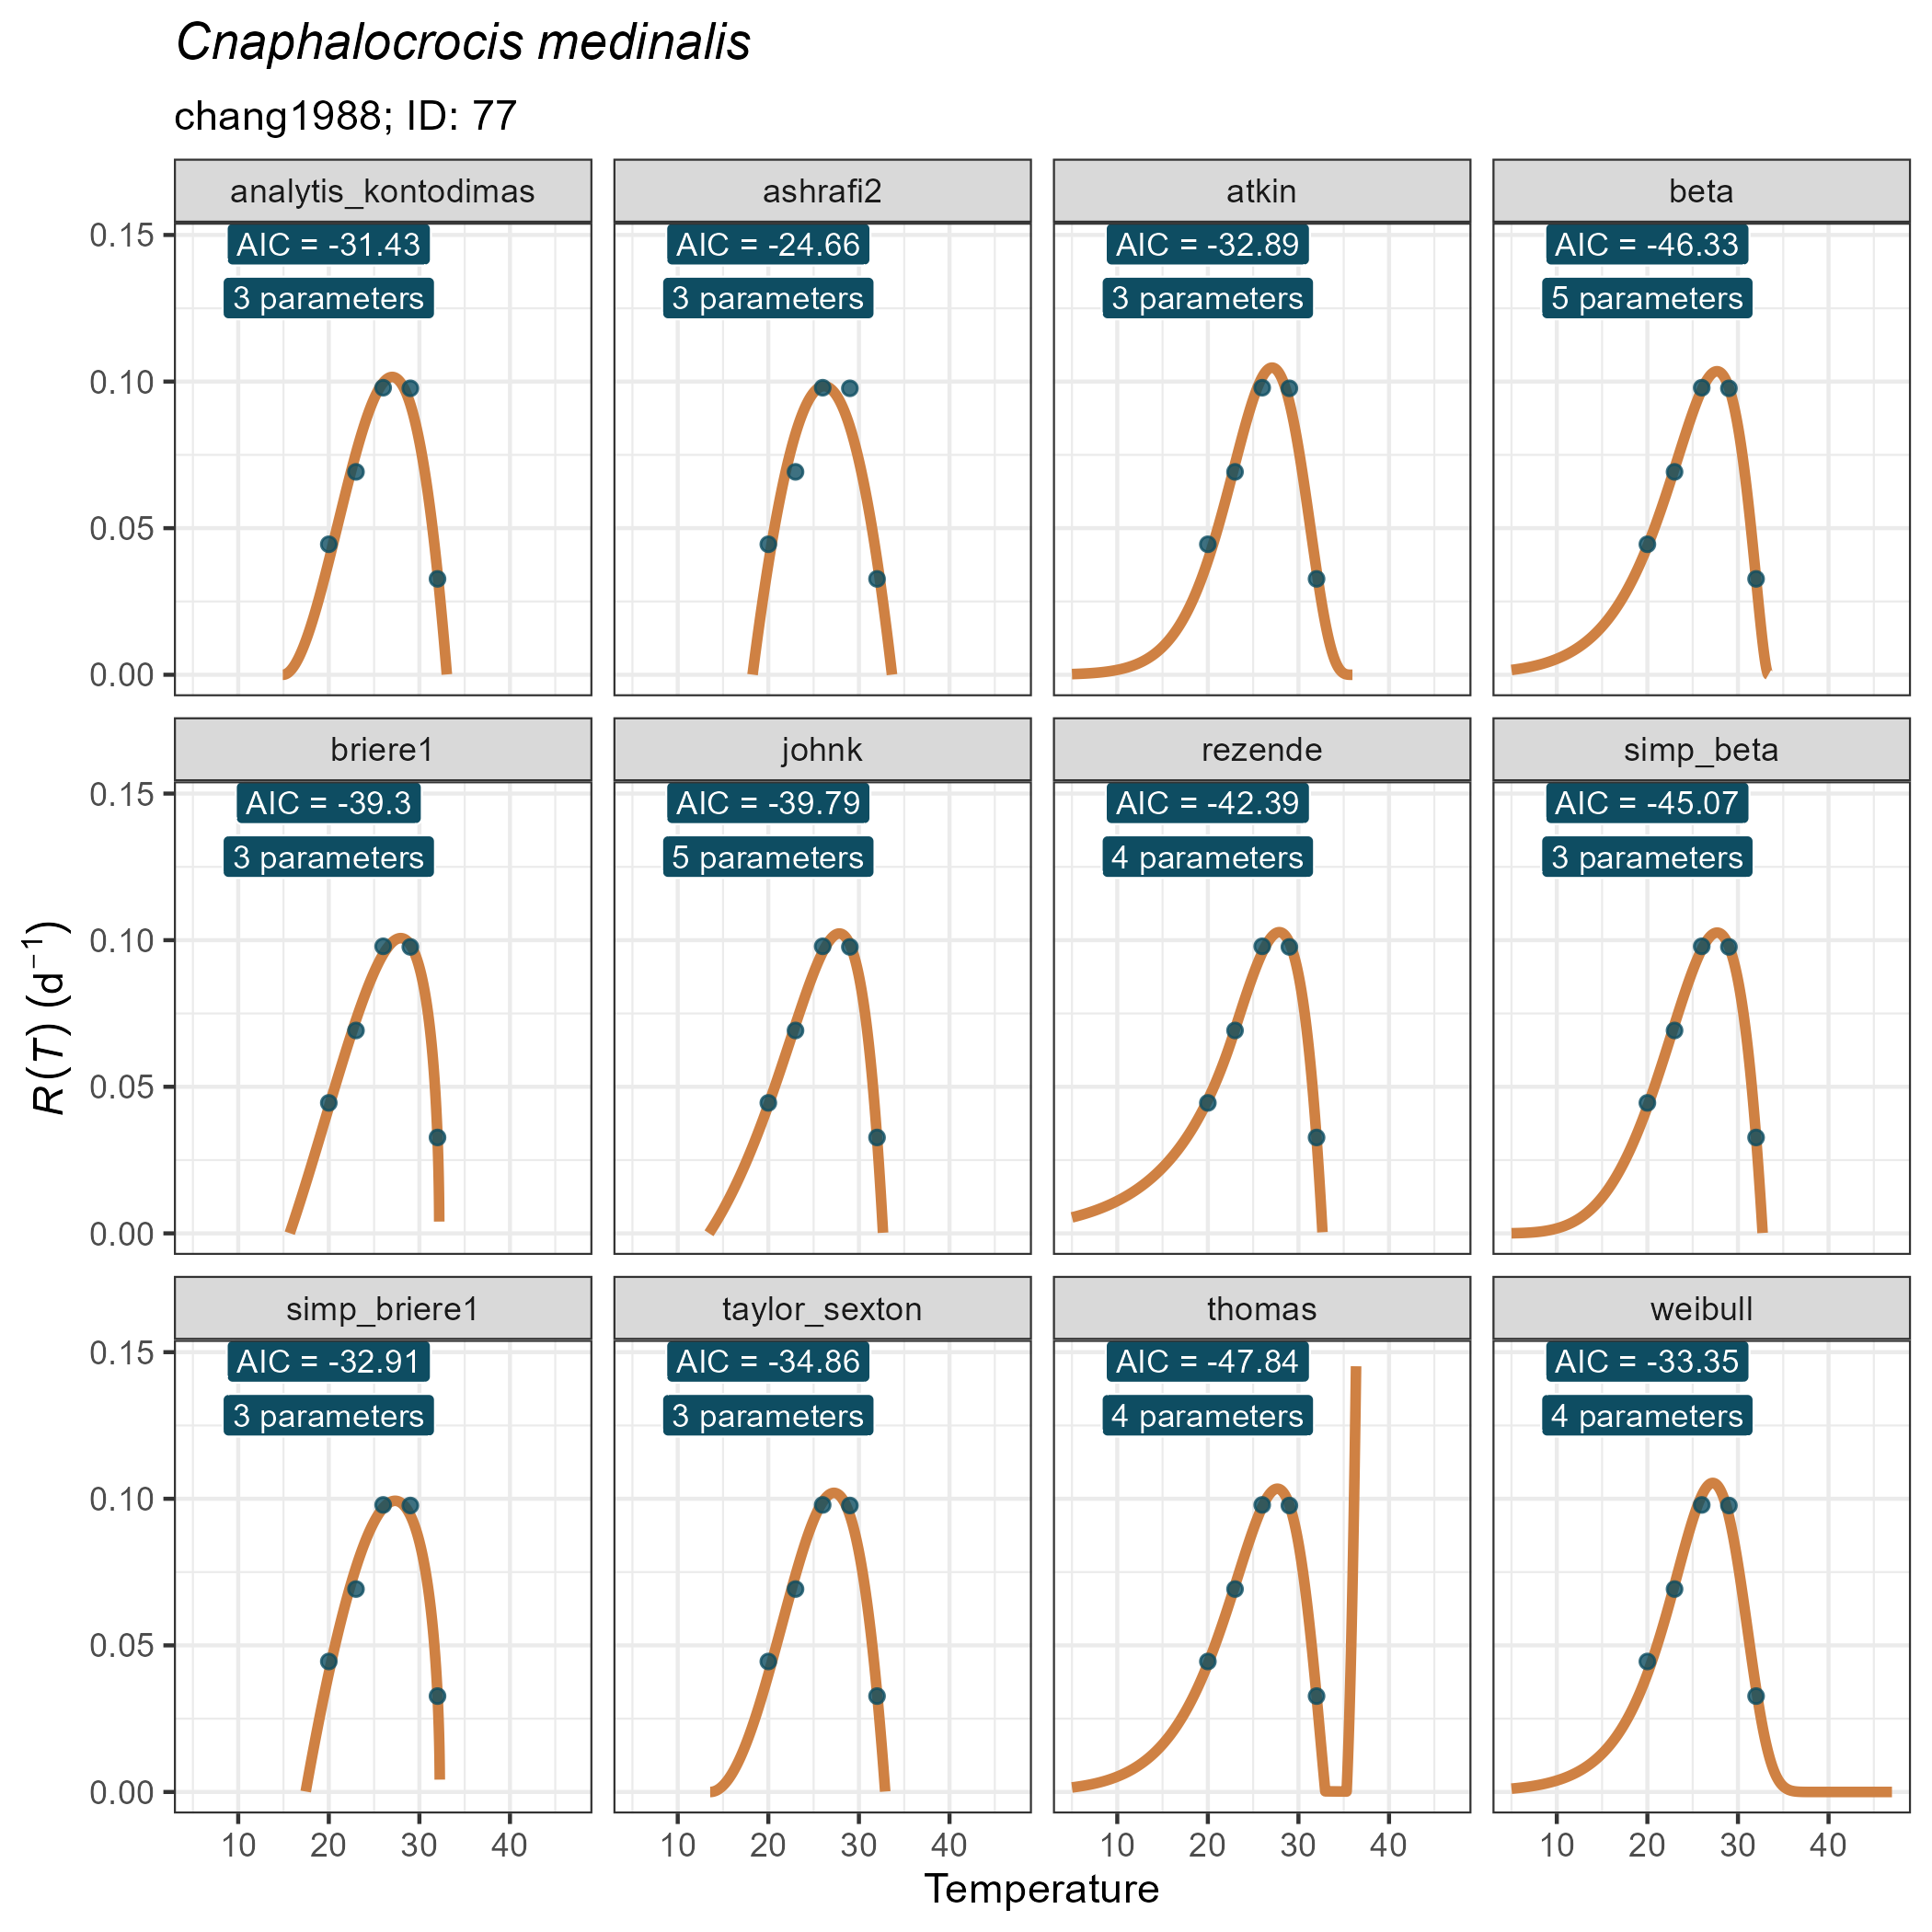 Cnaphalocrocis medinalis
chang1988; ID: 77
analytis_kontodimas
ashrafi2
atkin
beta
0.15
0.10
0.05
0.00
AIC = -31.43
3 parameters
AIC = -24.66
3 parameters
AIC = -32.89
3 parameters
AIC = -46.33
5 parameters
briere1
johnk
rezende
simp_beta
0.15
0.10
0.05
0.00
AIC = -39.3
3 parameters
AIC = -39.79
5 parameters
AIC = -42.39
4 parameters
AIC = -45.07
3 parameters
R(T) (d⁻¹)
simp_briere1
taylor_sexton
thomas
weibull
0.15
0.10
0.05
0.00
AIC = -32.91
3 parameters
AIC = -34.86
3 parameters
AIC = -47.84
4 parameters
AIC = -33.35
4 parameters
10 20 30 40
10 20 30 40
10 20 30 40
10 20 30 40
Temperature